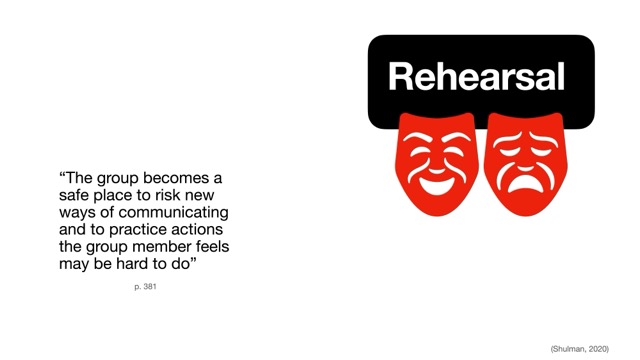 Rehearsal
“The group becomes a
safe place to risk new
ways of communicating
and to practice actions
the group member feels
may be hard to do”
p. 381
(Shulman, 2020)